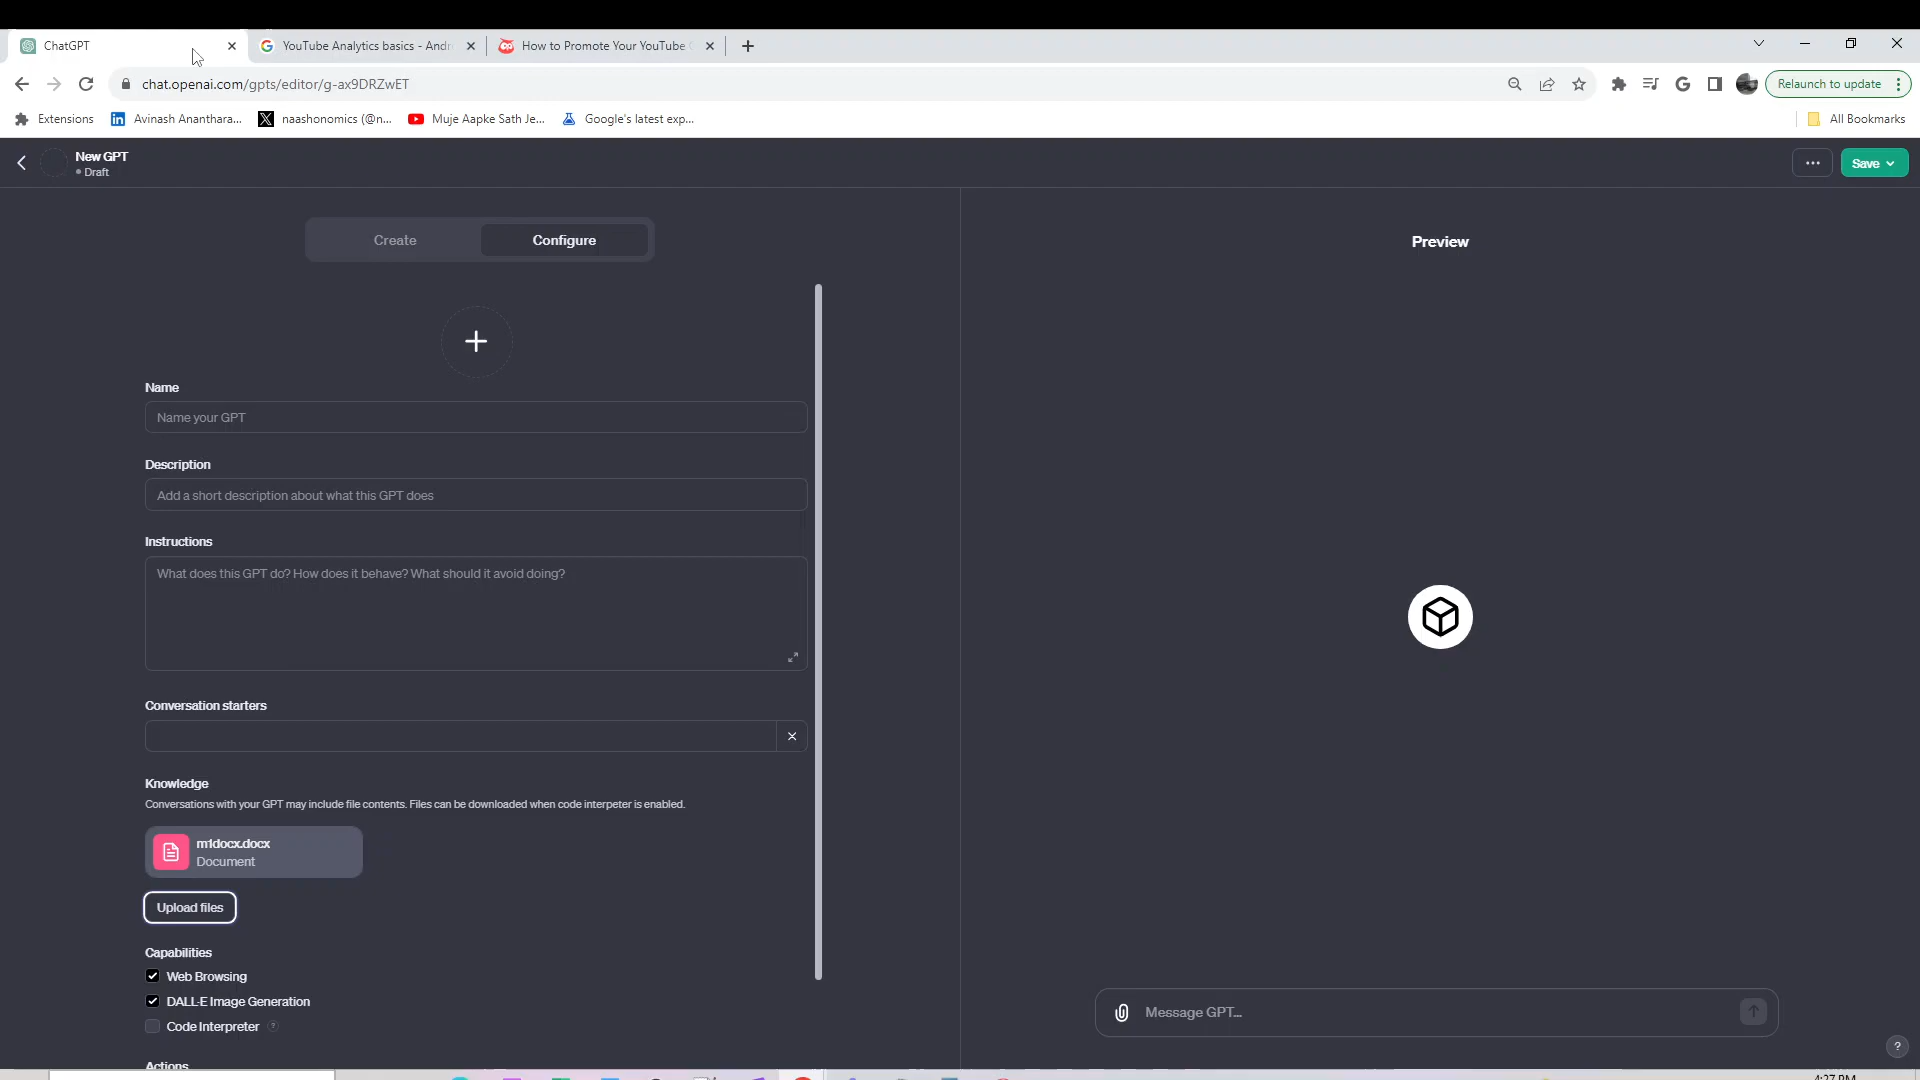 ChatGPT
YouTube Analytics basics - Andr
How to Promote Your YouTube
chat.openai.com/gpts/editor/g-ax9DRZwET
Relaunch to update
Extensions
Avinash Ananthara...
naashonomics (@n...
Muje Aapke Sath Je...
Google's latest exp...
All Bookmarks
New GPT
Draft
Save
Create
Configure
Preview
Name
Name your GPT
Description
Add a short description about what this GPT does
Instructions
What does this GPT do? How does it behave? What should it avoid doing?
Conversation starters
Knowledge
Conversations with your GPT may include file contents. Files can be downloaded when code interpeter is enabled.
m1docx.docx
Document
Upload files
Capabilities
Web Browsing
DALL·E Image Generation
Code Interpreter ?
Message GPT...
?
Actions
4:27 PM